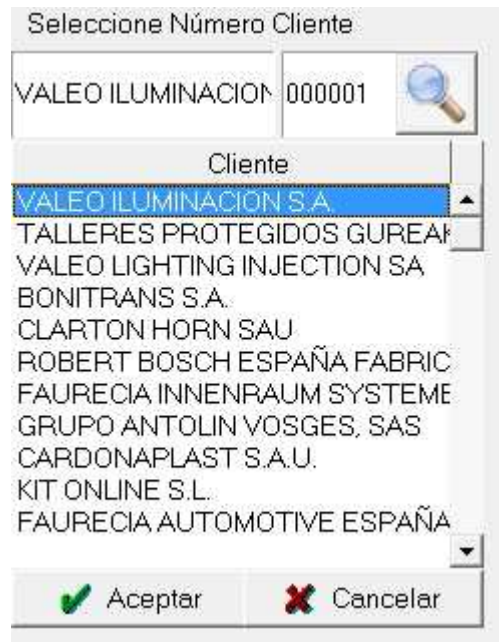 Seleccione Número Cliente
VALEO ILUMINACION 000001
Cliente
VALEO ILUMINACION S.A.
TALLERES PROTEGIDOS GUREAK
VALEO LIGHTING INJECTION SA
BONITRANS S.A.
CLARTON HORN SAU
ROBERT BOSCH ESPAÑA FABRIC
FAURECIA INNENRAUM SYSTEME
GRUPO ANTOLIN VOSGES, SAS
CARDONAPLAST S.A.U.
KIT ONLINE S.L.
FAURECIA AUTOMOTIVE ESPAÑA
Aceptar Cancelar